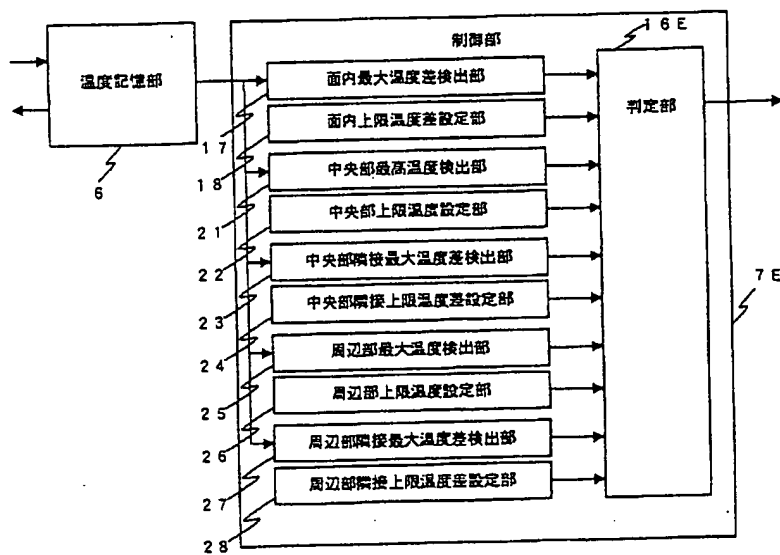 制御部
16E
温度記憶部
面内最大温度差検出部
判定部
17
面内上限温度差設定部
6
18
中央部最高温度検出部
21
中央部上限温度設定部
22
中央部隣接最大温度差検出部
7E
23
中央部隣接上限温度差設定部
24
周辺部最大温度検出部
25
周辺部上限温度設定部
26
周辺部隣接最大温度差検出部
27
周辺部隣接上限温度差設定部
28